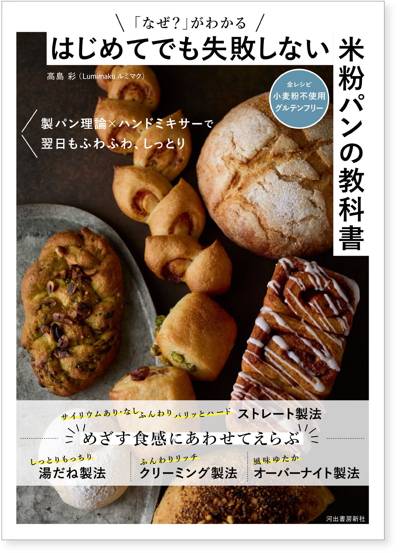 「なぜ?」がわかる
はじめてでも失敗しない
米粉パンの教科書
高島 彩（Lumimaku ルミマク）
全レシピ
小麦粉不使用
グルテンフリー
製パン理論×ハンドミキサーで
翌日もふわふわ、しっとり
サイリウムあり・なし ふんわり パリッとハード ストレート製法
めざす食感にあわせてえらぶ
しっとりもっちり
湯だね製法
ふんわりリッチ
クリーミング製法
風味ゆたか
オーバーナイト製法
河出書房新社